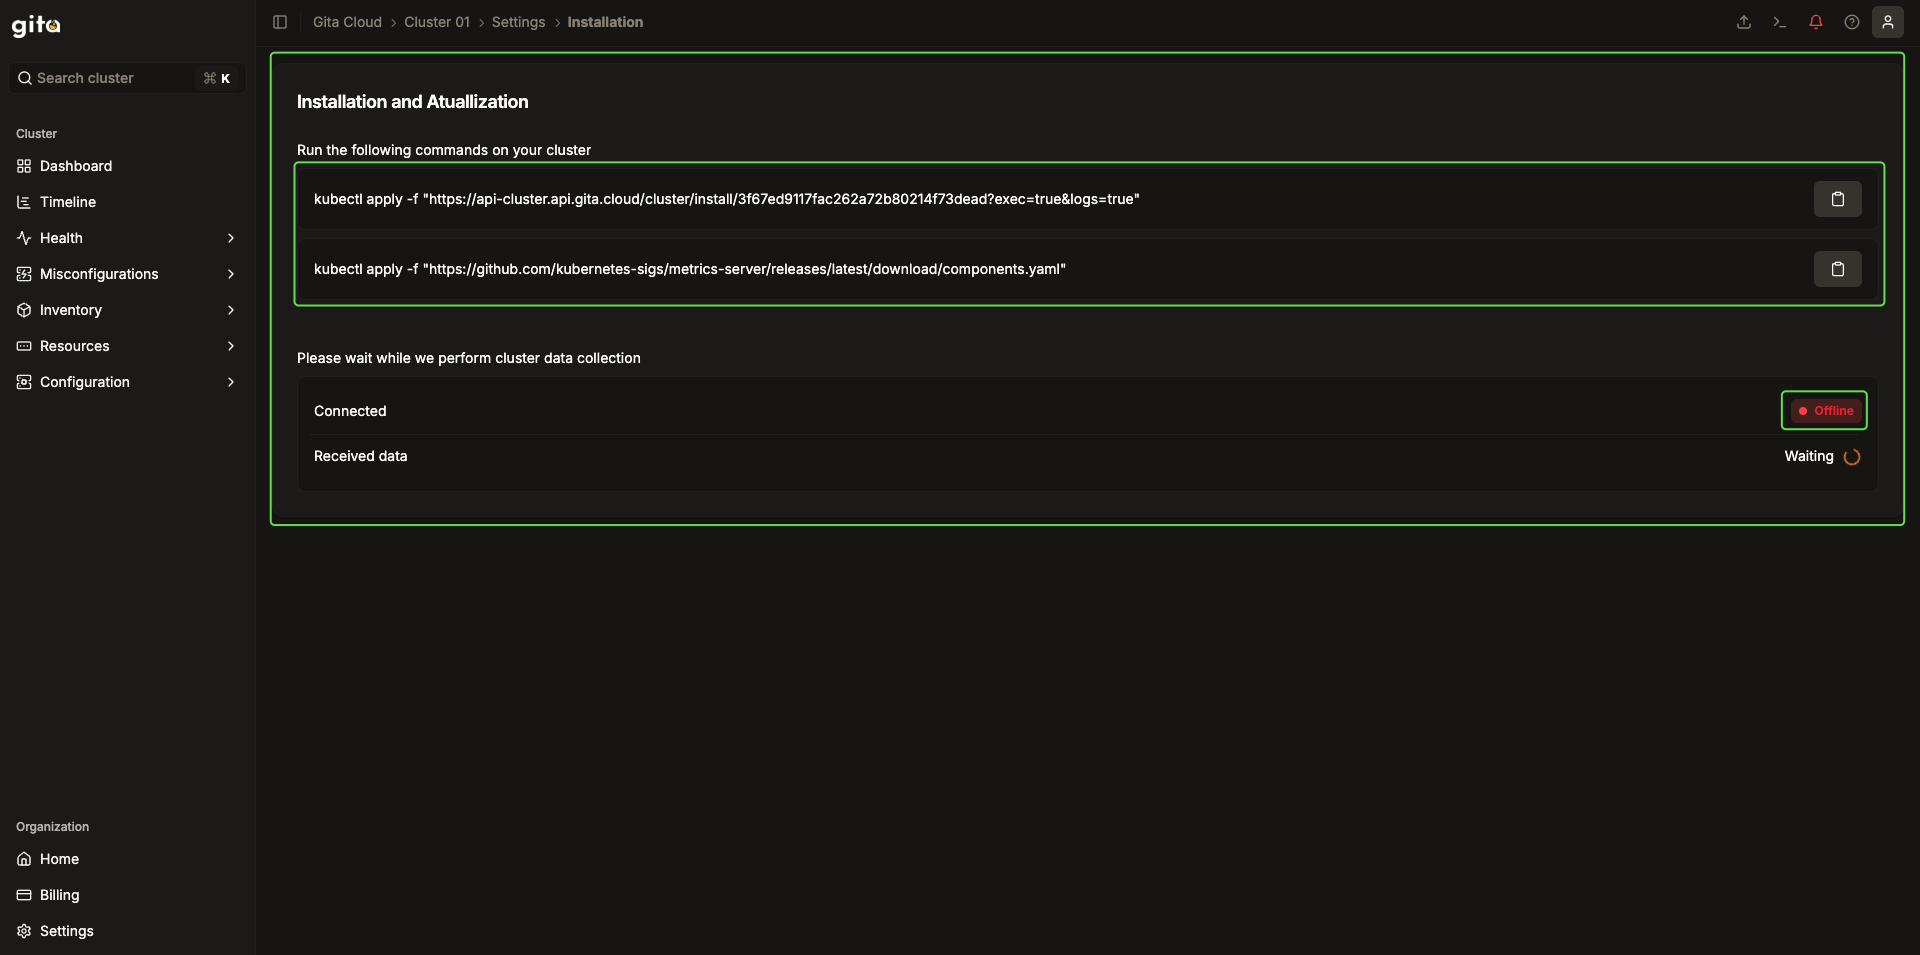 gita
Gita Cloud > Cluster 01 > Settings > Installation
Search cluster ⌘ K
Cluster
Dashboard
Timeline
Health
Misconfigurations
Inventory
Resources
Configuration
Installation and Atuallization
Run the following commands on your cluster
kubectl apply -f "https://api-cluster.api.gita.cloud/cluster/install/3f67ed9117fac262a72b80214f73dead?exec=true&logs=true"
kubectl apply -f "https://github.com/kubernetes-sigs/metrics-server/releases/latest/download/components.yaml"
Please wait while we perform cluster data collection
Connected Offline
Received data Waiting
Organization
Home
Billing
Settings